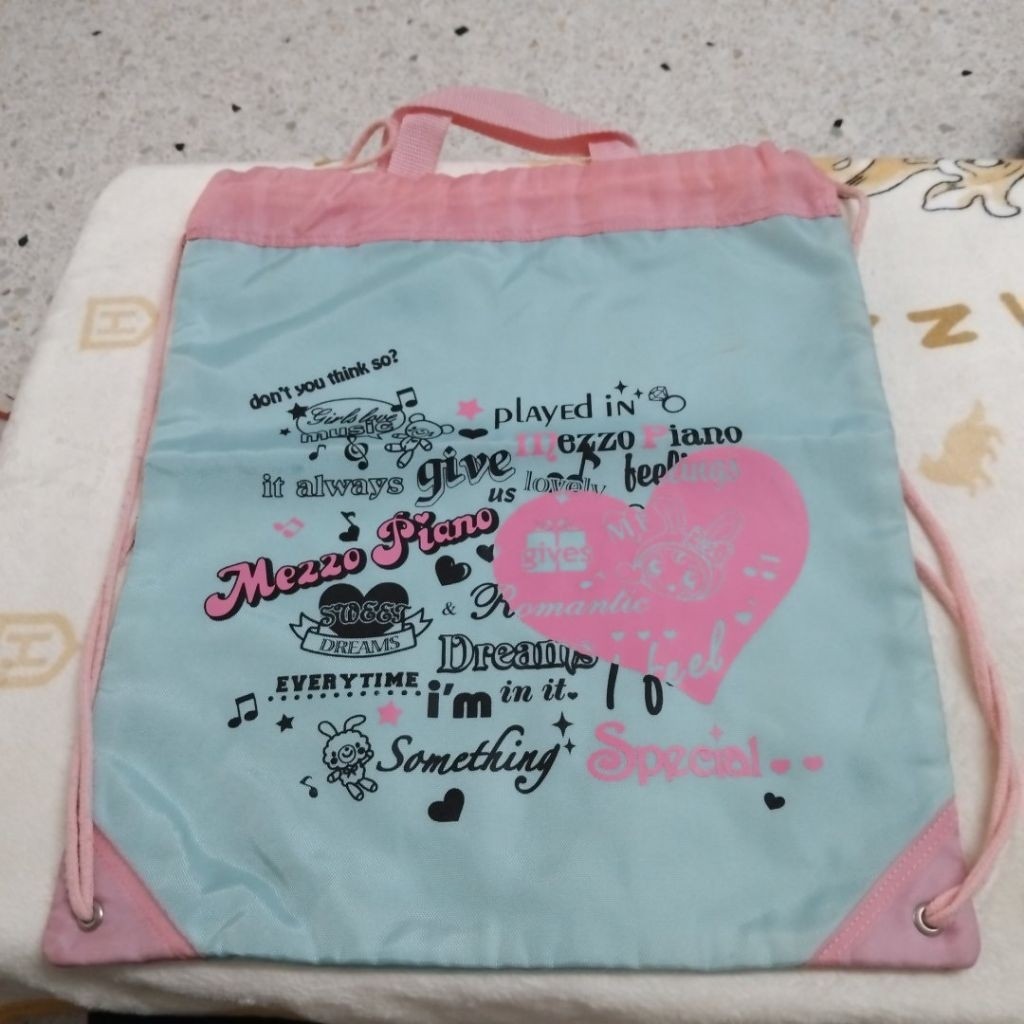 don't you think so?
Girls love
music
played in
mezzo Piano
it always give feelings
us lovely
Mezzo Piano
gives
SWEET
DREAMS
& Romantic
Dreams
I feel
EVERYTIME
i'm in it.
Something Special